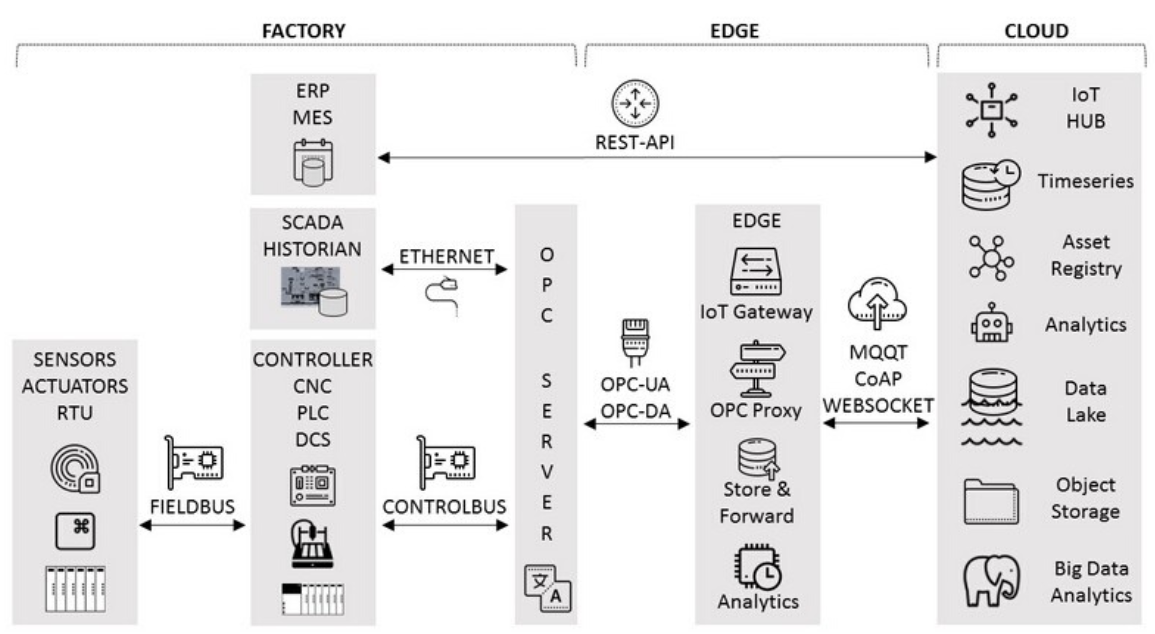 FACTORY
EDGE
CLOUD
ERP
MES
REST-API
SCADA
HISTORIAN
ETHERNET
SENSORS
ACTUATORS
RTU
FIELDBUS
CONTROLLER
CNC
PLC
DCS
CONTROLBUS
O
P
C
S
E
R
V
E
R
文
A
OPC-UA
OPC-DA
EDGE
IoT Gateway
OPC Proxy
Store &
Forward
Analytics
MQQT
CoAP
WEBSOCKET
IoT
HUB
Timeseries
Asset
Registry
Analytics
Data
Lake
Object
Storage
Big Data
Analytics